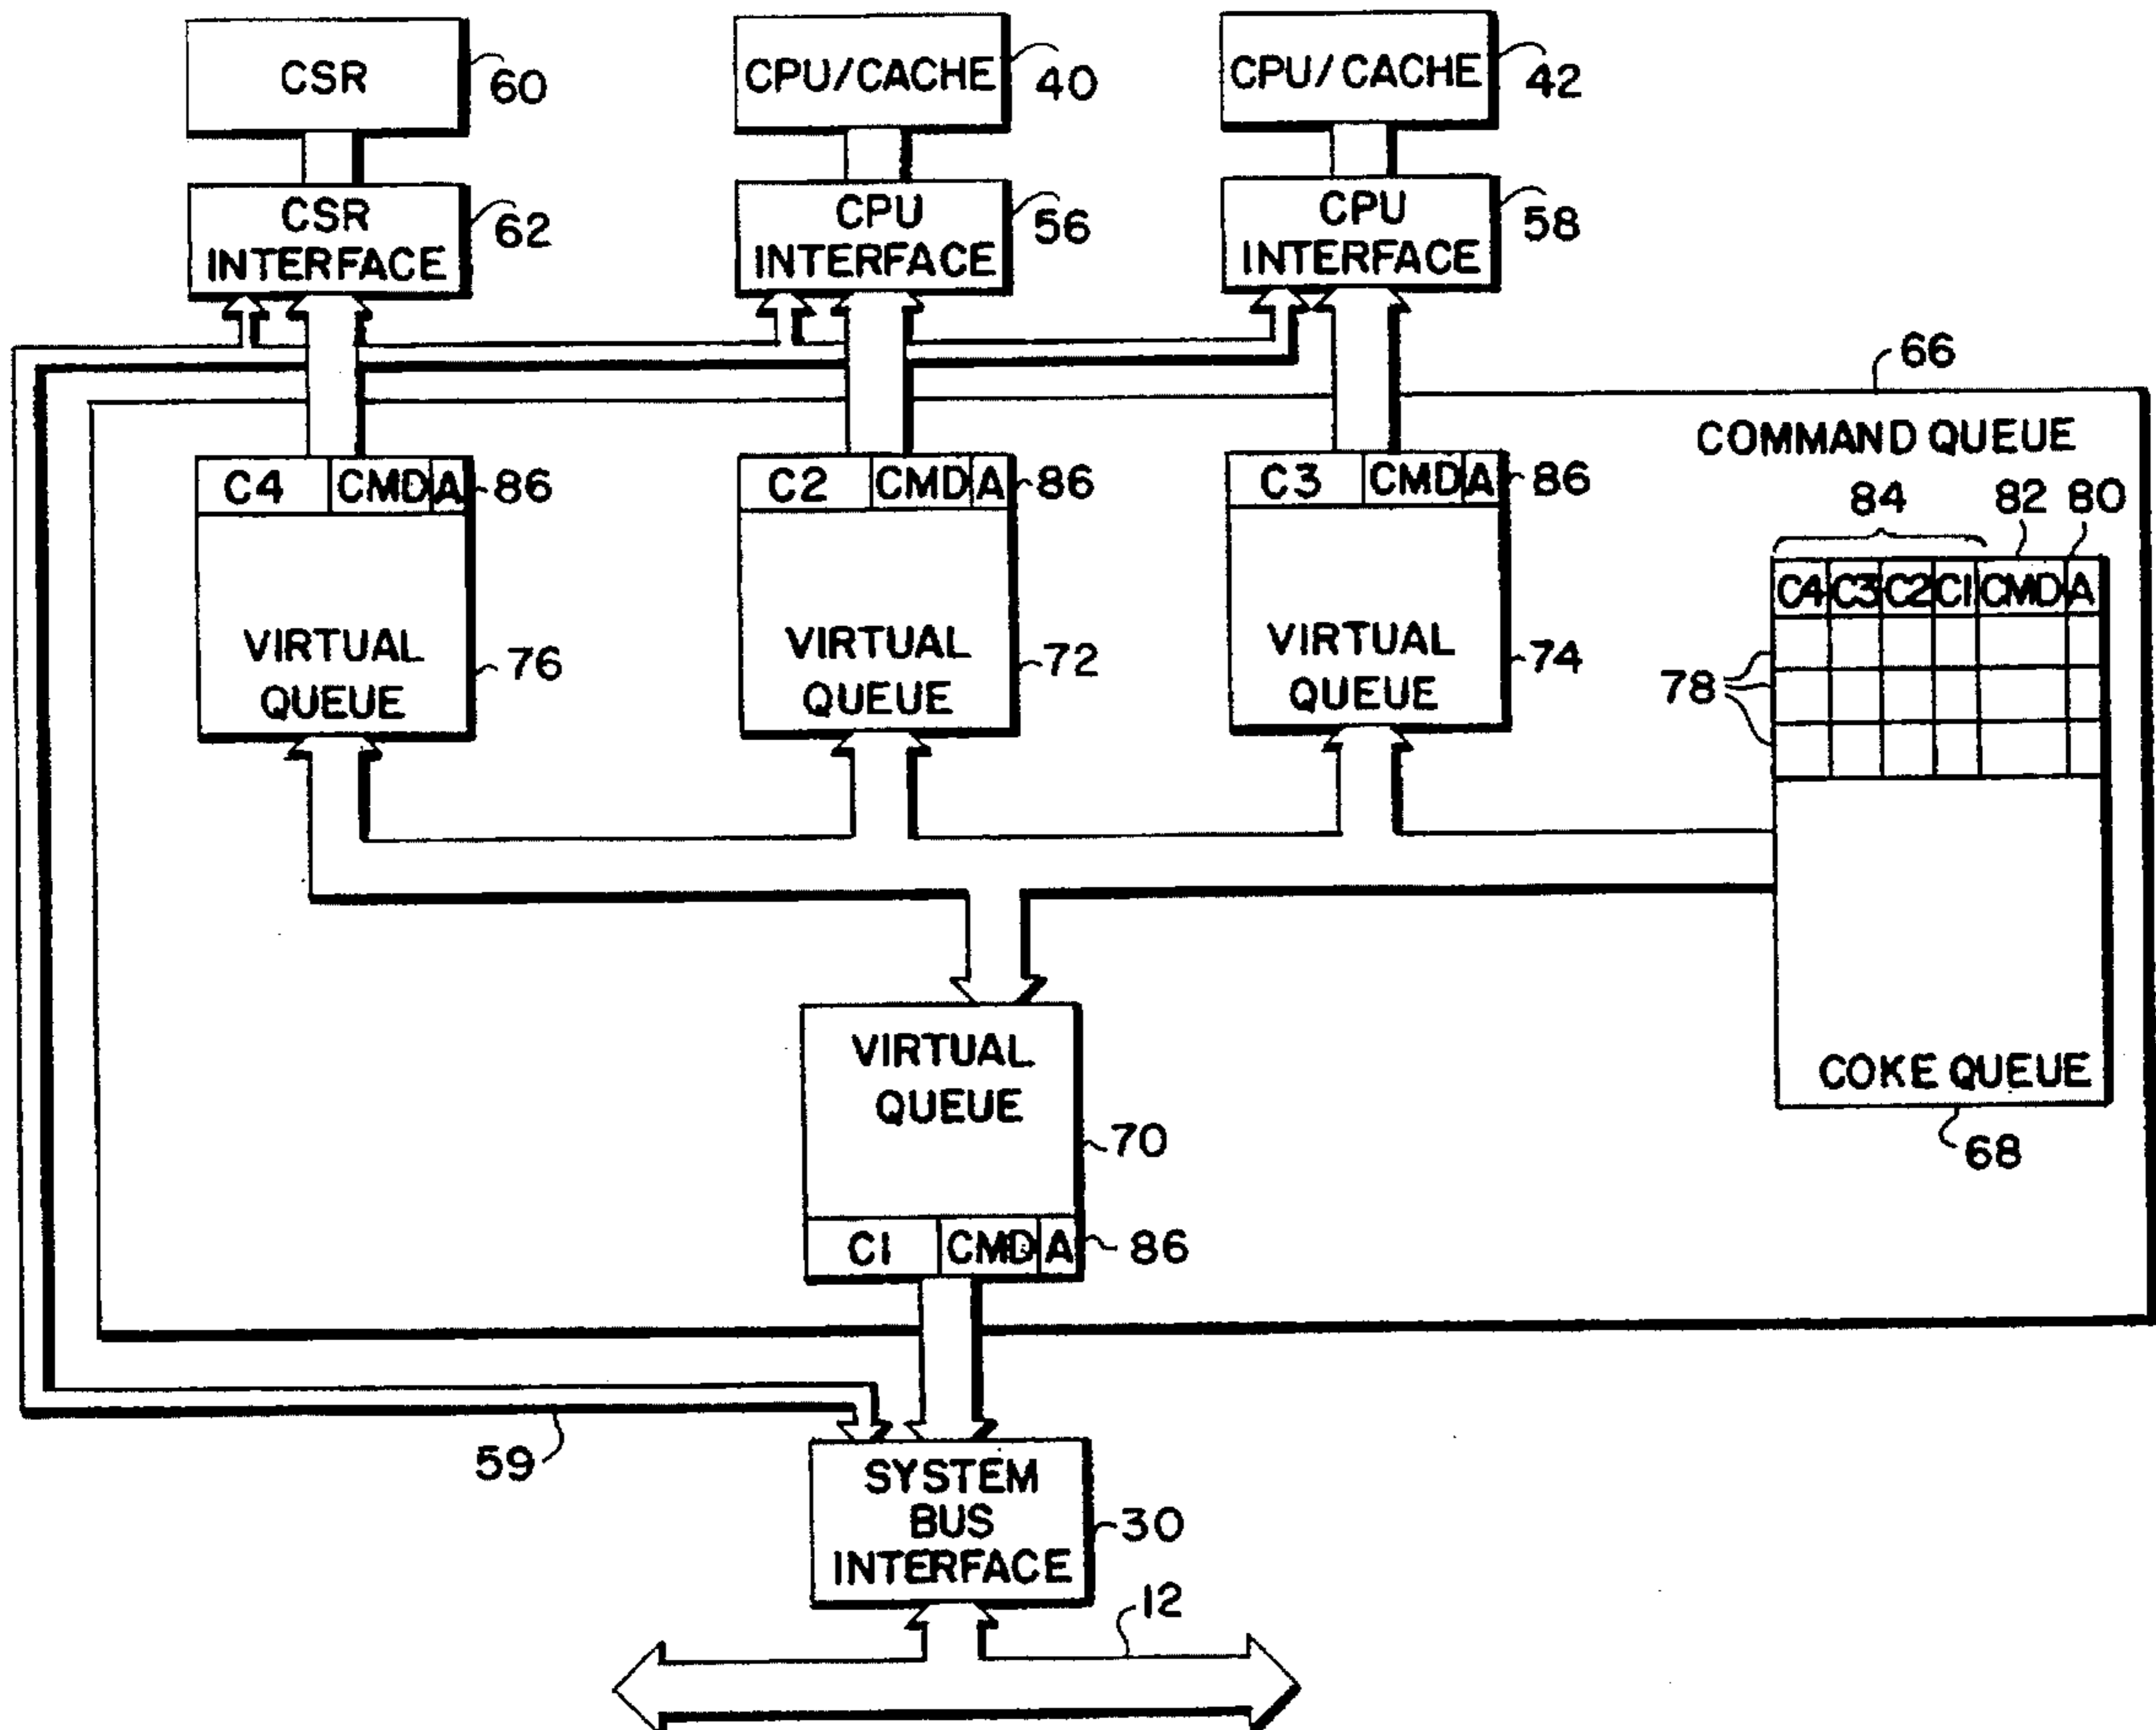 CSR
60
CPU/CACHE
40
CPU/CACHE
42
CSR
INTERFACE
62
CPU
INTERFACE
56
CPU
INTERFACE
58
66
COMMAND QUEUE
C4 CMD A
86
C2 CMD A
86
C3 CMD A
86
84
82
80
C4 C3 C2 C1 CMD A
78
VIRTUAL
QUEUE
76
VIRTUAL
QUEUE
72
VIRTUAL
QUEUE
74
VIRTUAL
QUEUE
70
COKE QUEUE
68
C1 CMD A
86
59
SYSTEM
BUS
INTERFACE
30
12